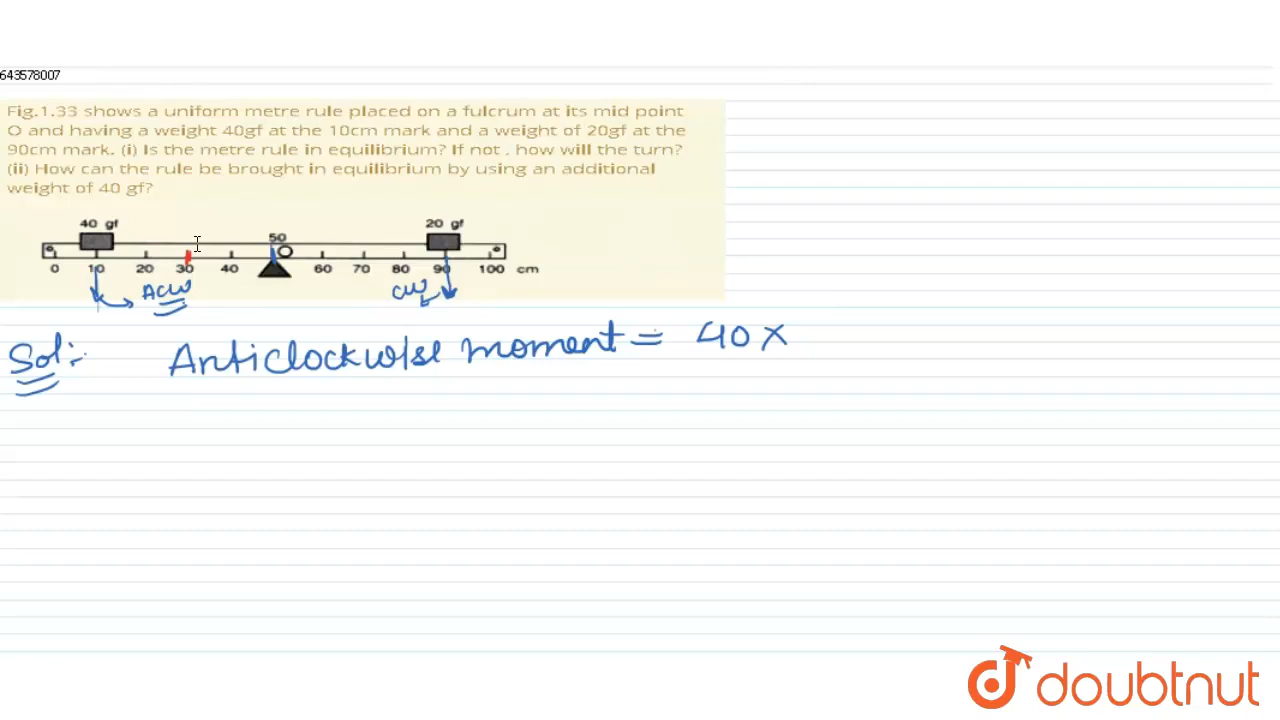 643578007
Fig.1.33 shows a uniform metre rule placed on a fulcrum at its mid point
O and having a weight 40gf at the 10cm mark and a weight of 20gf at the
90cm mark. (i) Is the metre rule in equilibrium? If not , how will the turn?
(ii) How can the rule be brought in equilibrium by using an additional
weight of 40 gf?
40 gf 20 gf
50
0 10 20 30 40 60 70 80 90 100 cm
ACW CW
Sol:- Anticlockwise moment = 40 x
doubtnut